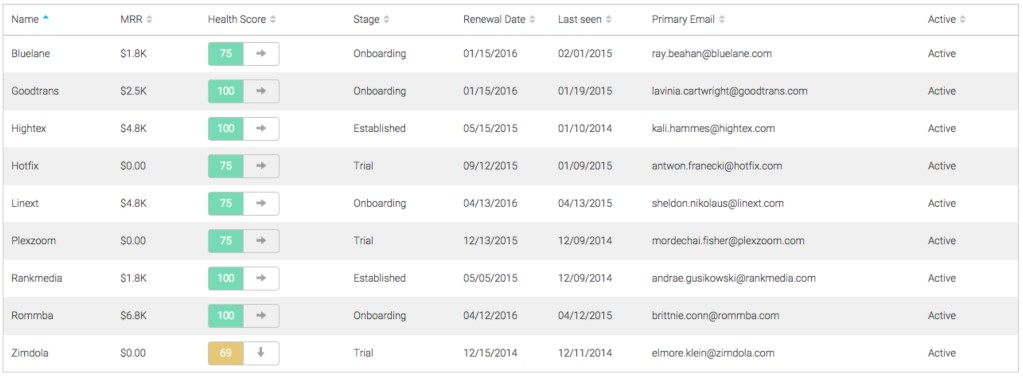 Name MRR Health Score Stage Renewal Date Last seen Primary Email Active
Bluelane $1.8K 75 Onboarding 01/15/2016 02/01/2015 ray.beahan@bluelane.com Active
Goodtrans $2.5K 100 Onboarding 01/15/2016 01/19/2015 lavinia.cartwright@goodtrans.com Active
Hightex $4.8K 100 Established 05/15/2015 01/10/2014 kali.hammes@hightex.com Active
Hotfix $0.00 75 Trial 09/12/2015 01/09/2015 antwon.franecki@hotfix.com Active
Linext $4.8K 75 Onboarding 04/13/2016 04/13/2015 sheldon.nikolaus@linext.com Active
Plexzoom $0.00 75 Trial 12/13/2015 12/09/2014 mordechai.fisher@plexzoom.com Active
Rankmedia $1.8K 100 Established 05/05/2015 12/09/2014 andrae.gusikowski@rankmedia.com Active
Rommba $6.8K 100 Onboarding 04/12/2016 04/12/2015 brittnie.conn@rommba.com Active
Zimdola $0.00 69 Trial 12/15/2014 12/11/2014 elmore.klein@zimdola.com Active